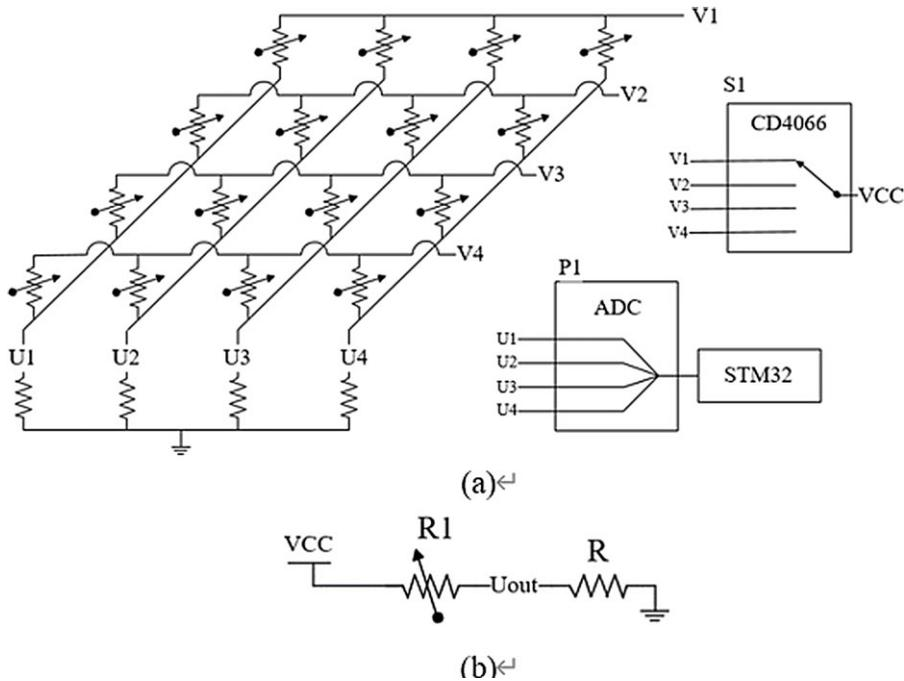 V1
V2
V3
V4
U1 U2 U3 U4
S1
CD4066
V1
V2
V3
V4
VCC
P1
ADC
U1
U2
U3
U4
STM32
(a)↵
VCC
R1
Uout
R
(b)↵